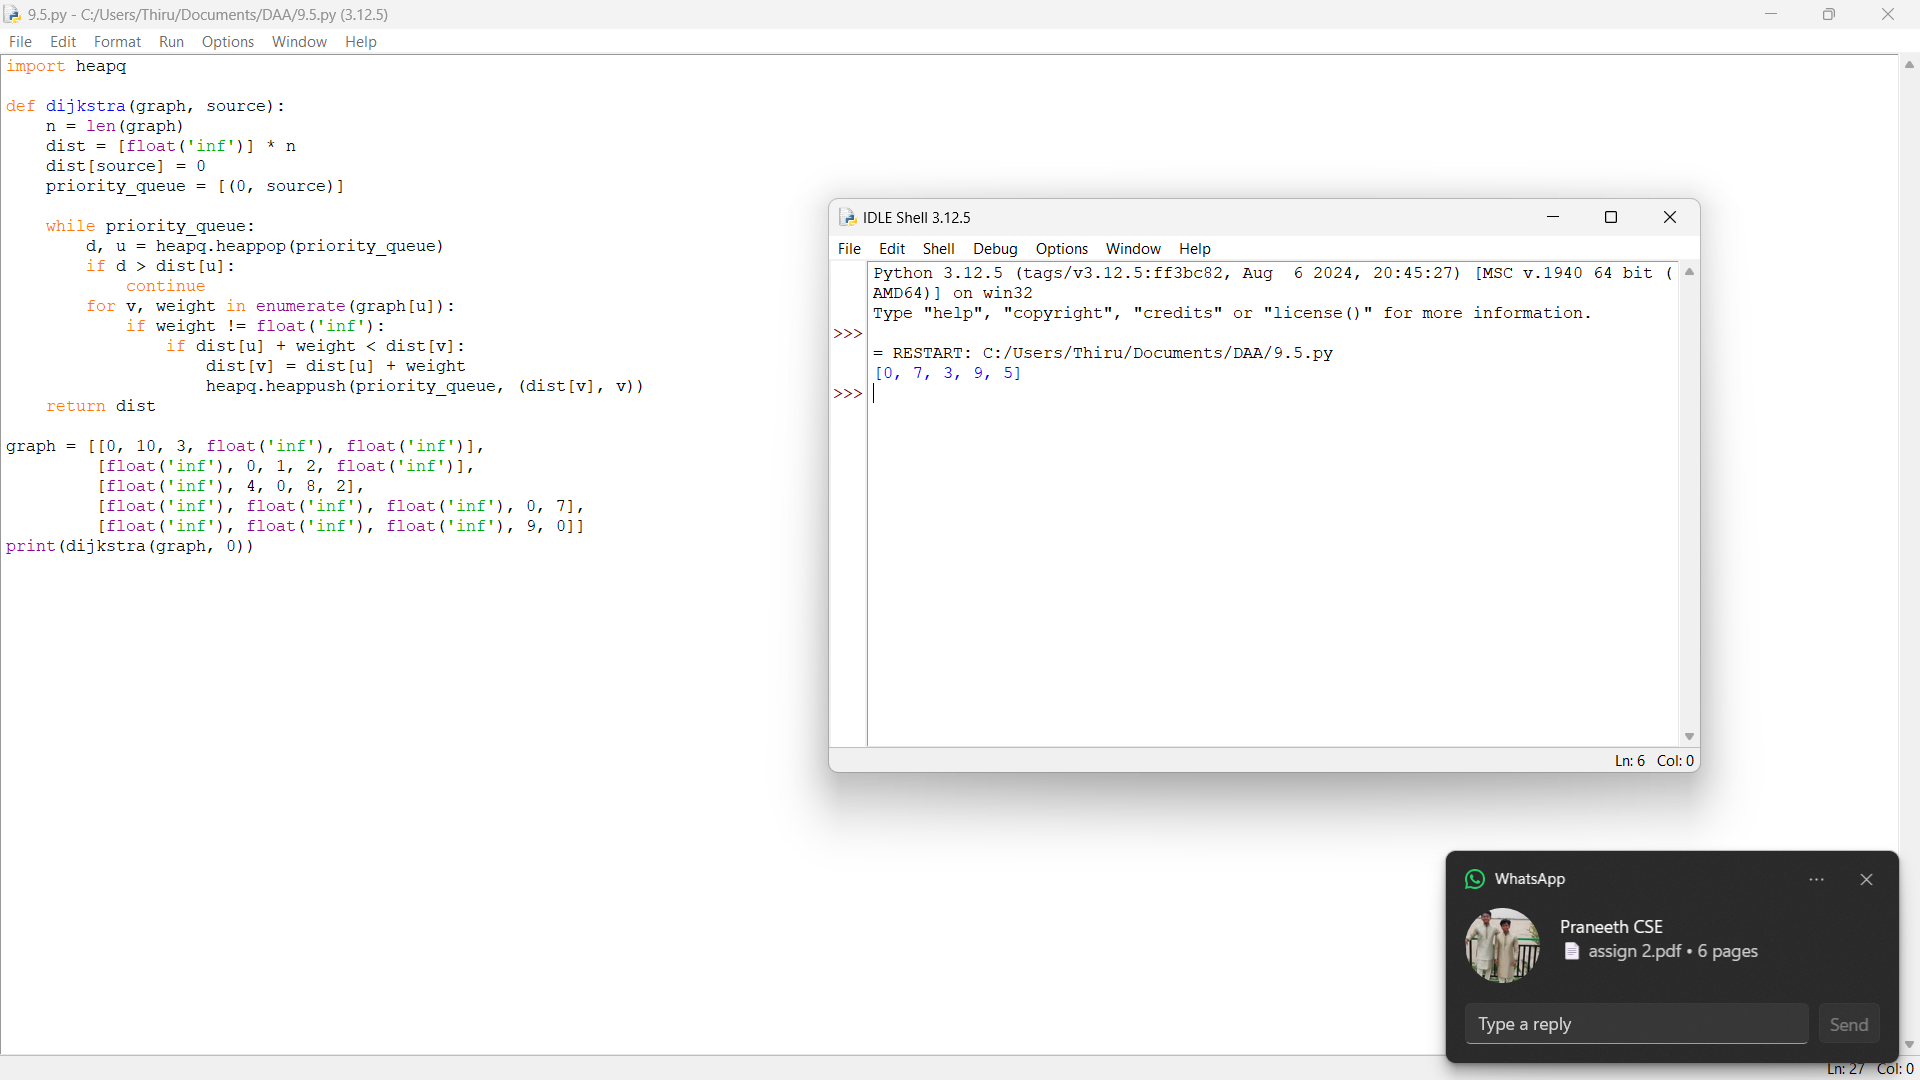 9.5.py - C:/Users/Thiru/Documents/DAA/9.5.py (3.12.5)
File Edit Format Run Options Window Help
import heapq
def dijkstra(graph, source):
    n = len(graph)
    dist = [float('inf')] * n
    dist[source] = 0
    priority_queue = [(0, source)]
    while priority_queue:
        d, u = heapq.heappop(priority_queue)
        if d > dist[u]:
            continue
        for v, weight in enumerate(graph[u]):
            if weight != float('inf'):
                if dist[u] + weight < dist[v]:
                    dist[v] = dist[u] + weight
                    heapq.heappush(priority_queue, (dist[v], v))
    return dist
graph = [[0, 10, 3, float('inf'), float('inf')],
         [float('inf'), 0, 1, 2, float('inf')],
         [float('inf'), 4, 0, 8, 2],
         [float('inf'), float('inf'), float('inf'), 0, 7],
         [float('inf'), float('inf'), float('inf'), 9, 0]]
print(dijkstra(graph, 0))
IDLE Shell 3.12.5
File Edit Shell Debug Options Window Help
Python 3.12.5 (tags/v3.12.5:ff3bc82, Aug  6 2024, 20:45:27) [MSC v.1940 64 bit (
AMD64)] on win32
Type "help", "copyright", "credits" or "license()" for more information.
>>>
= RESTART: C:/Users/Thiru/Documents/DAA/9.5.py
[0, 7, 3, 9, 5]
>>>
Ln: 6 Col: 0
WhatsApp
Praneeth CSE
assign 2.pdf • 6 pages
Type a reply
Send
Ln: 27 Col: 0